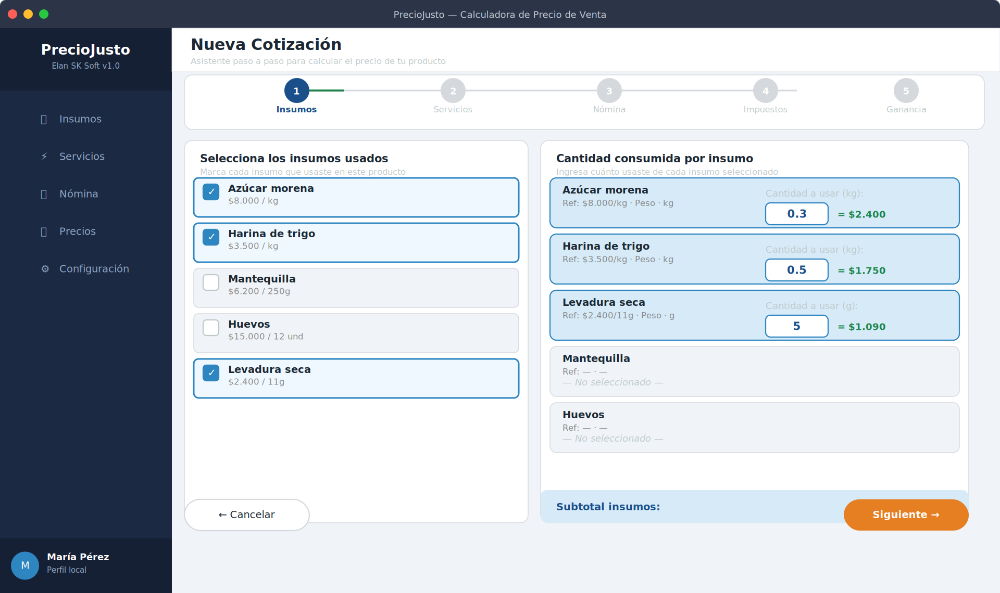 PrecioJusto — Calculadora de Precio de Venta
PrecioJusto
Elan SK Soft v1.0
Insumos
⚡ Servicios
Nómina
Precios
⚙ Configuración
María Pérez
M
Perfil local
Nueva Cotización
Asistente paso a paso para calcular el precio de tu producto
1 2 3 4 5
Insumos Servicios Nómina Impuestos Ganancia
Selecciona los insumos usados
Marca cada insumo que usaste en este producto
✓ Azúcar morena
$8.000 / kg
✓ Harina de trigo
$3.500 / kg
Mantequilla
$6.200 / 250g
Huevos
$15.000 / 12 und
✓ Levadura seca
$2.400 / 11g
← Cancelar
Cantidad consumida por insumo
Ingresa cuánto usaste de cada insumo seleccionado
Azúcar morena
Cantidad a usar (kg):
Ref: $8.000/kg · Peso · kg
0.3 = $2.400
Harina de trigo
Cantidad a usar (kg):
Ref: $3.500/kg · Peso · kg
0.5 = $1.750
Levadura seca
Cantidad a usar (g):
Ref: $2.400/11g · Peso · g
5 = $1.090
Mantequilla
Ref: — · —
— No seleccionado —
Huevos
Ref: — · —
— No seleccionado —
Subtotal insumos:
Siguiente →